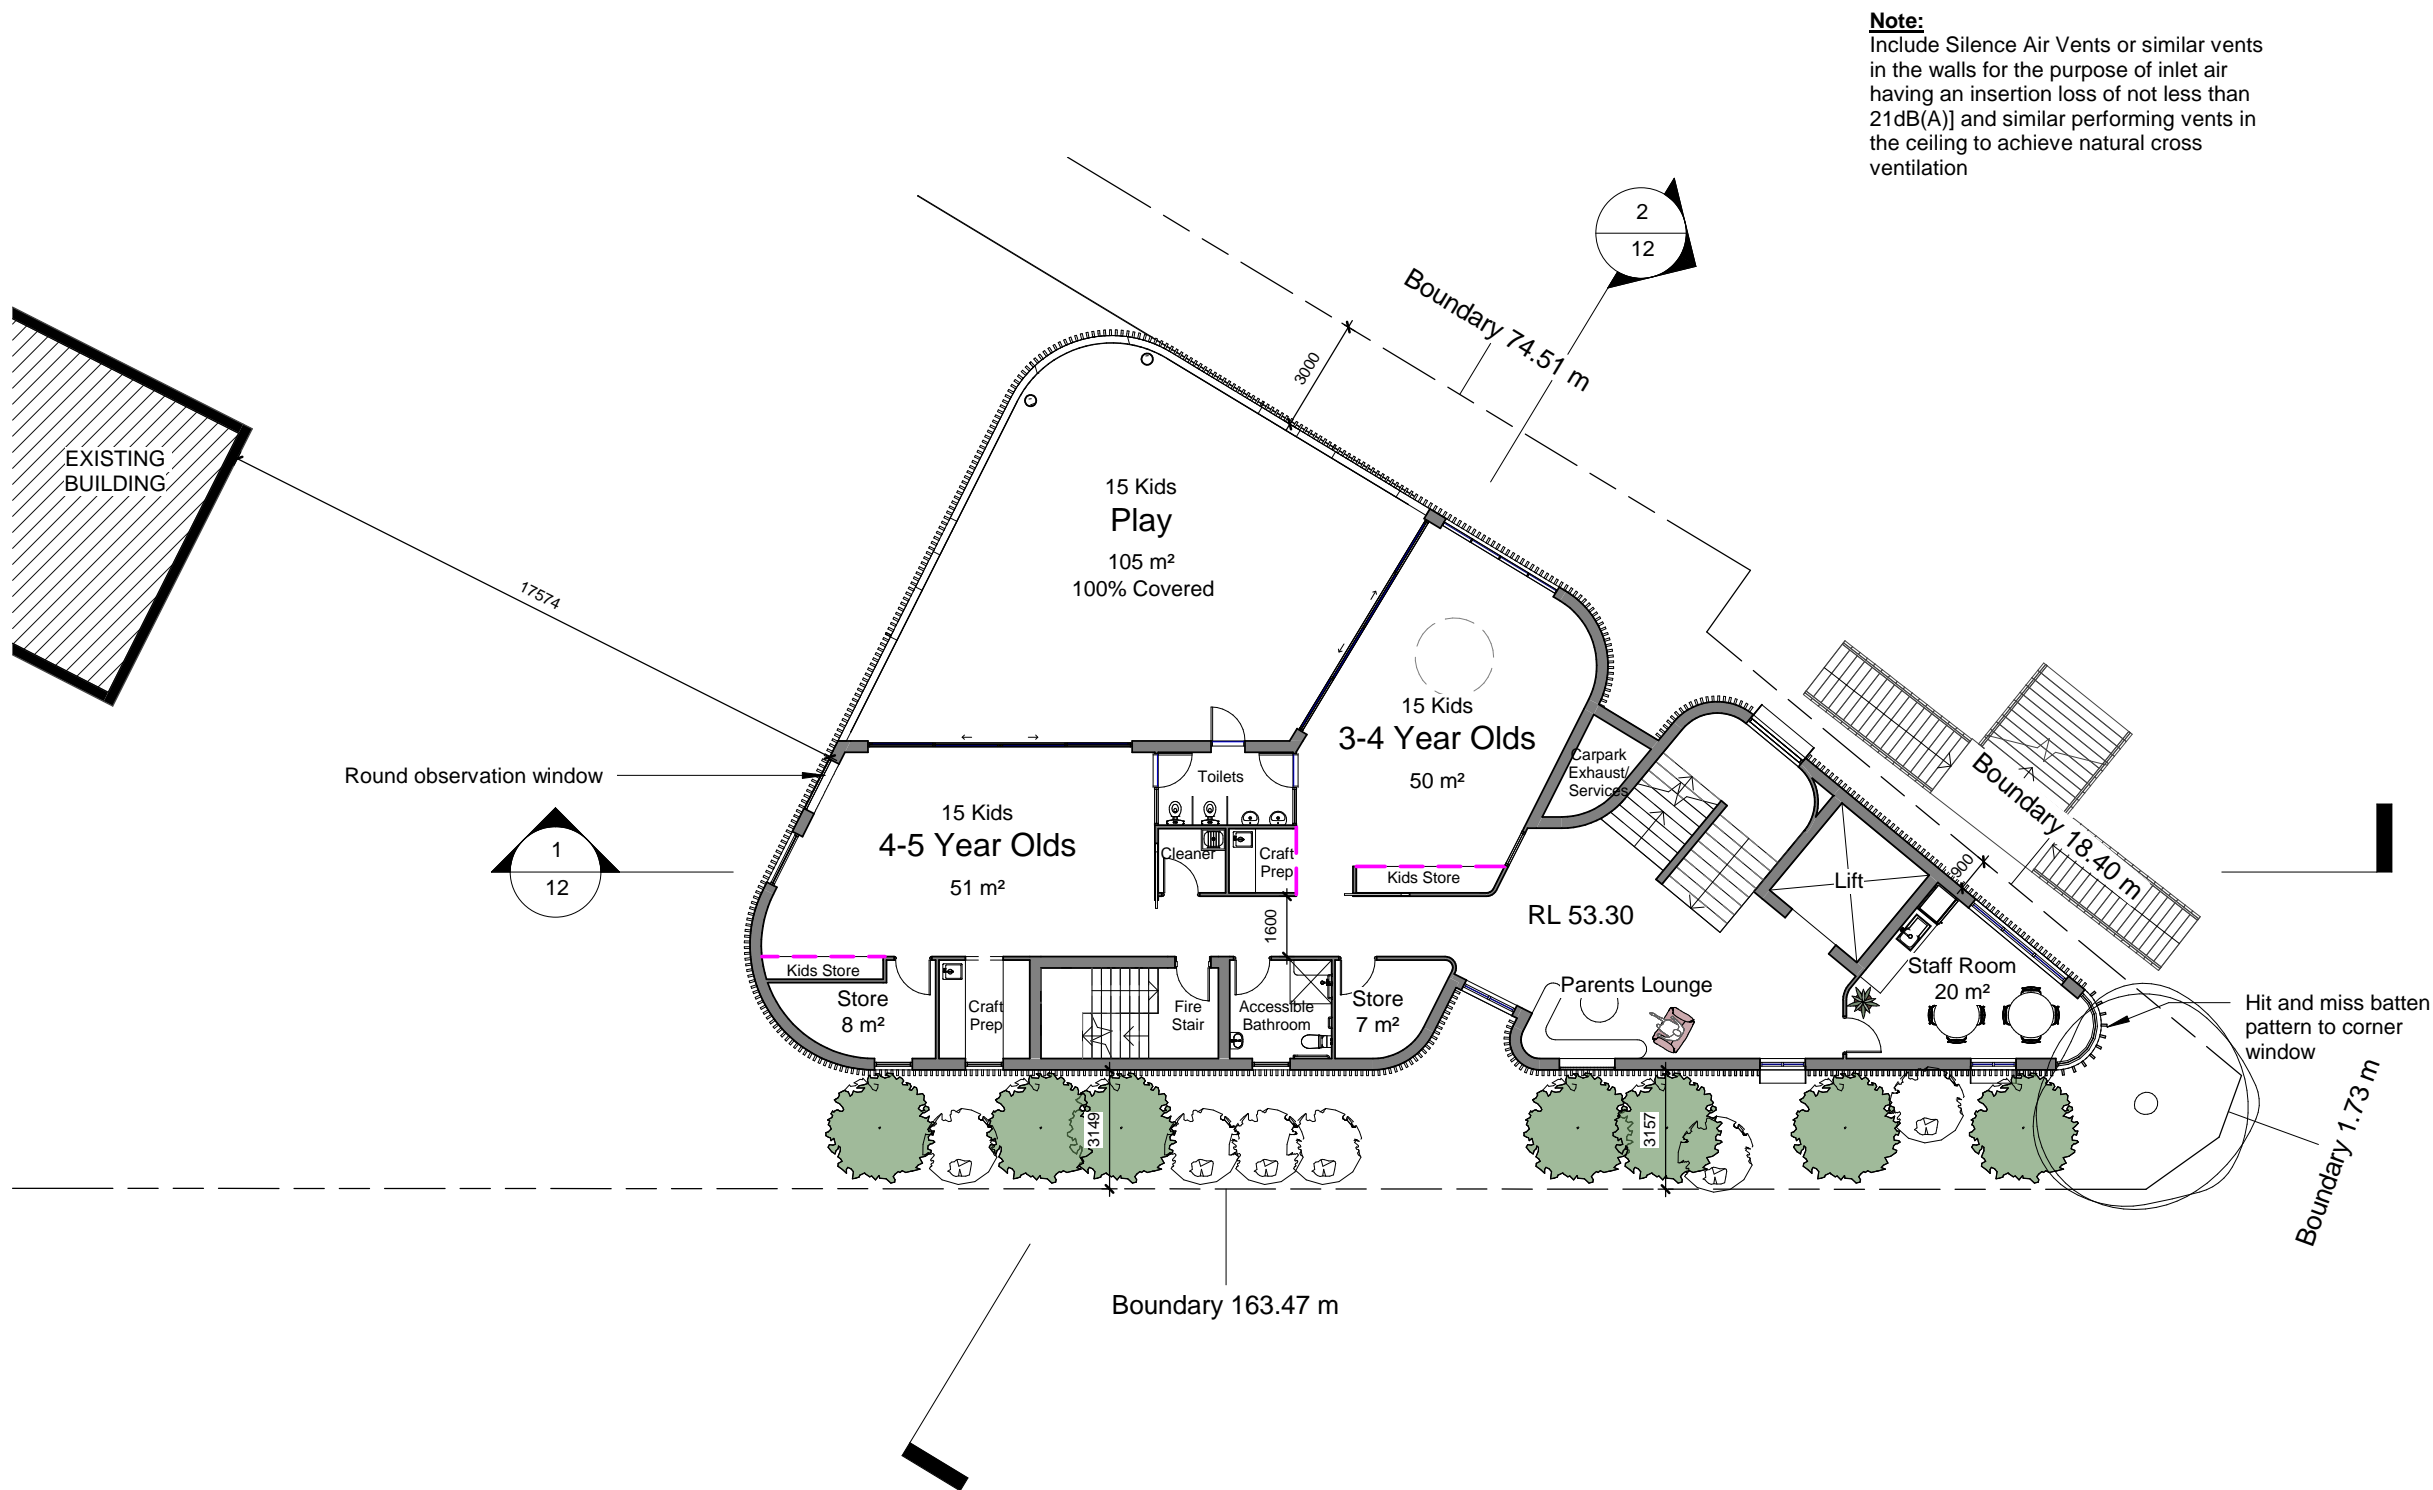 Note:
Include Silence Air Vents or similar vents
in the walls for the purpose of inlet air
having an insertion loss of not less than
21dB(A)] and similar performing vents in
the ceiling to achieve natural cross
ventilation
2
12
Boundary 74.51 m
3000
EXISTING
BUILDING
17574
15 Kids
Play
105 m²
100% Covered
15 Kids
3-4 Year Olds
50 m²
Carpark
Exhaust/
Services
Boundary 18.40 m
Round observation window
Toilets
15 Kids
4-5 Year Olds
51 m²
Cleaner
Craft
Prep
Kids Store
1
12
Lift
900
RL 53.30
1600
Kids Store
Store
8 m²
Craft
Prep
Fire
Stair
Accessible
Bathroom
Store
7 m²
Parents Lounge
Staff Room
20 m²
Hit and miss batten
pattern to corner
window
3149
3157
Boundary 1.73 m
Boundary 163.47 m